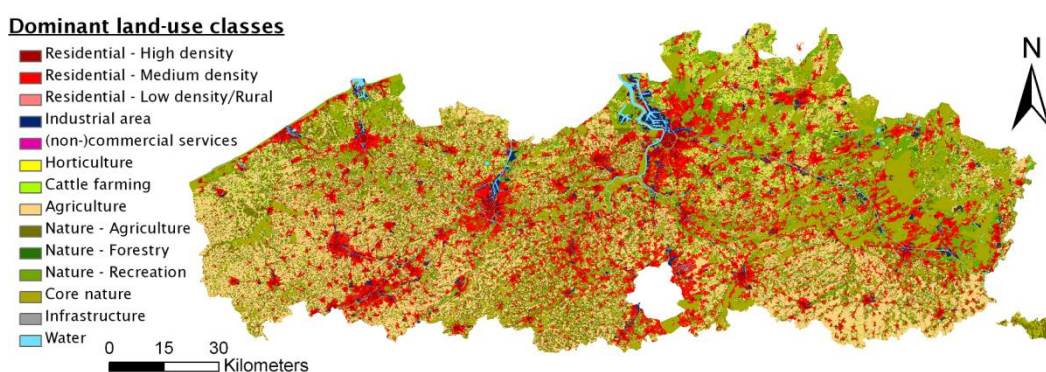 Dominant land-use classes
Residential - High density
Residential - Medium density
Residential - Low density/Rural
Industrial area
(non-)commercial services
Horticulture
Cattle farming
Agriculture
Nature - Agriculture
Nature - Forestry
Nature - Recreation
Core nature
Infrastructure
Water
0 15 30
Kilometers
N